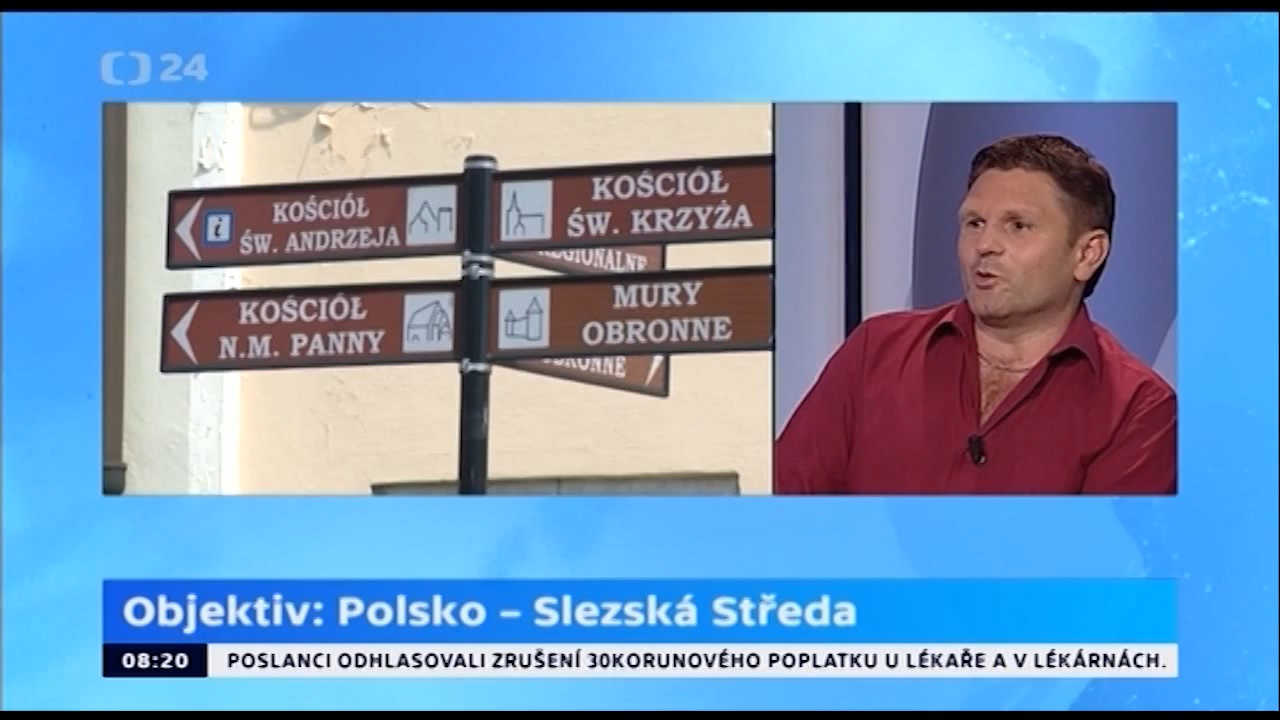 24
KOŚCIÓŁ
ŚW. ANDRZEJA
i
KOŚCIÓŁ
ŚW. KRZYŻA
REGIONALNE
KOŚCIÓŁ
N.M. PANNY
MURY
OBRONNE
OBRONNE
Objektiv: Polsko – Slezská Středa
08:20
POSLANCI ODHLASOVALI ZRUŠENÍ 30KORUNOVÉHO POPLATKU U LÉKAŘE A V LÉKÁRNÁCH.